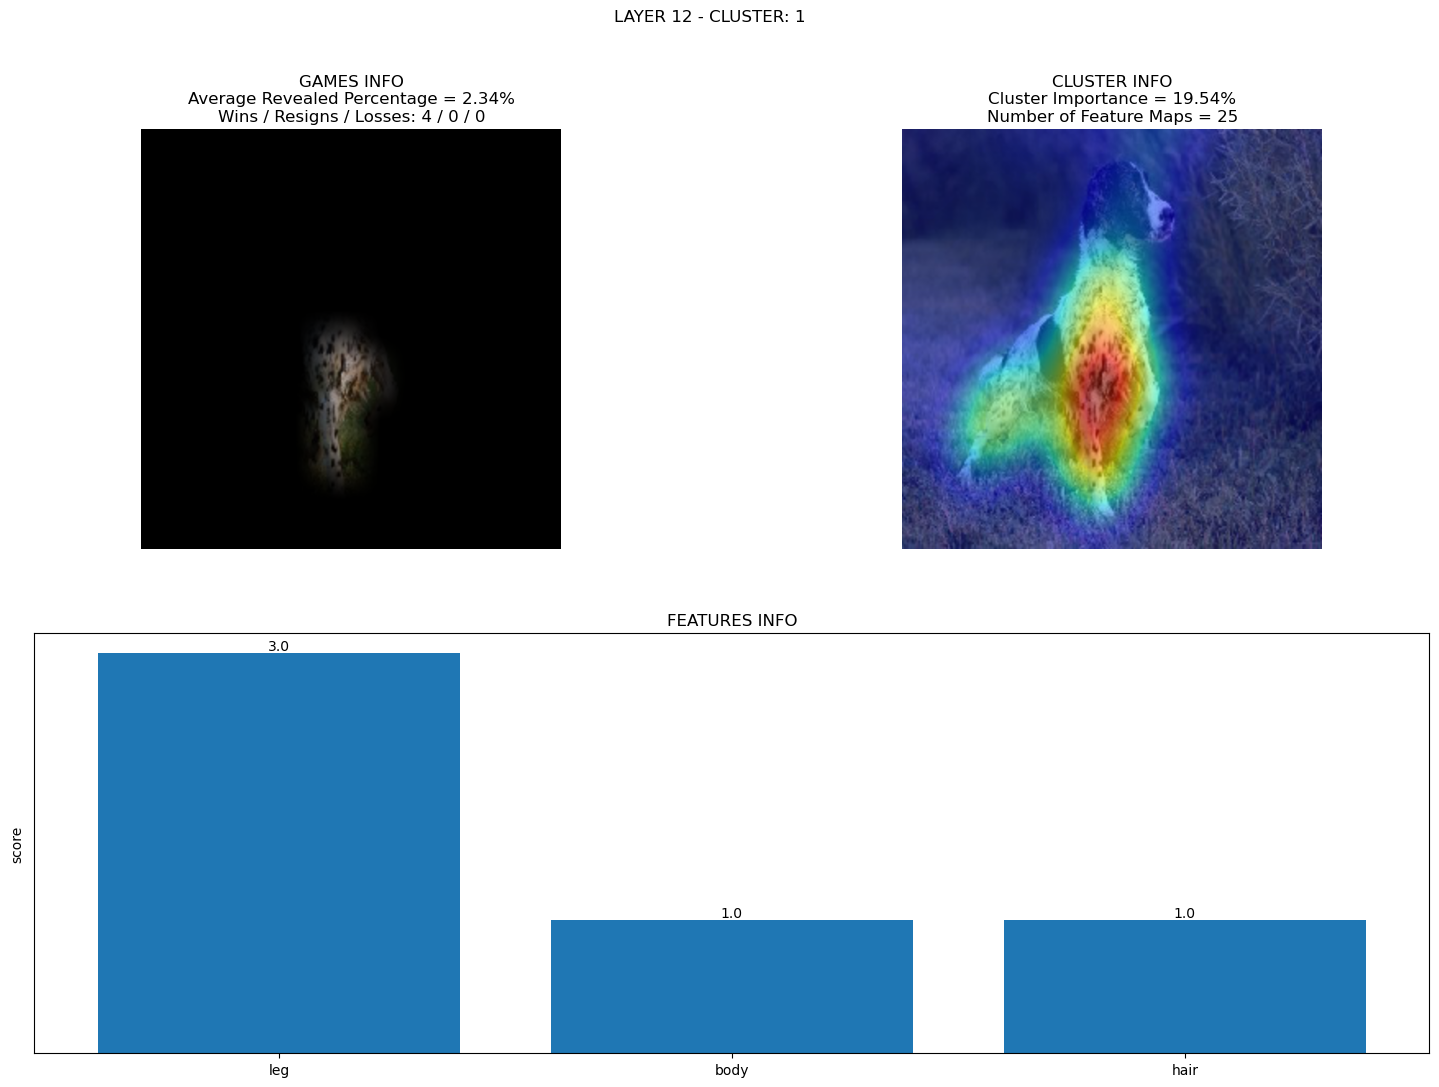 LAYER 12 - CLUSTER: 1
GAMES INFO
Average Revealed Percentage = 2.34%
Wins / Resigns / Losses: 4 / 0 / 0
CLUSTER INFO
Cluster Importance = 19.54%
Number of Feature Maps = 25
FEATURES INFO
score
3.0
1.0
1.0
leg
body
hair